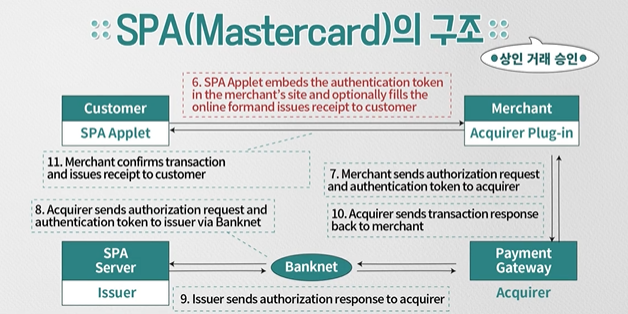 SPA(Mastercard)의 구조
상인 거래 승인
6. SPA Applet embeds the authentication token
in the merchant's site and optionally fills the
online formand issues receipt to customer
Customer
SPA Applet
Merchant
Acquirer Plug-in
11. Merchant confirms transaction
and issues receipt to customer
7. Merchant sends authorization request
and authentication token to acquirer
8. Acquirer sends authorization request and
authentication token to issuer via Banknet
10. Acquirer sends transaction response
back to merchant
SPA
Server
Issuer
Banknet
Payment
Gateway
Acquirer
9. Issuer sends authorization response to acquirer